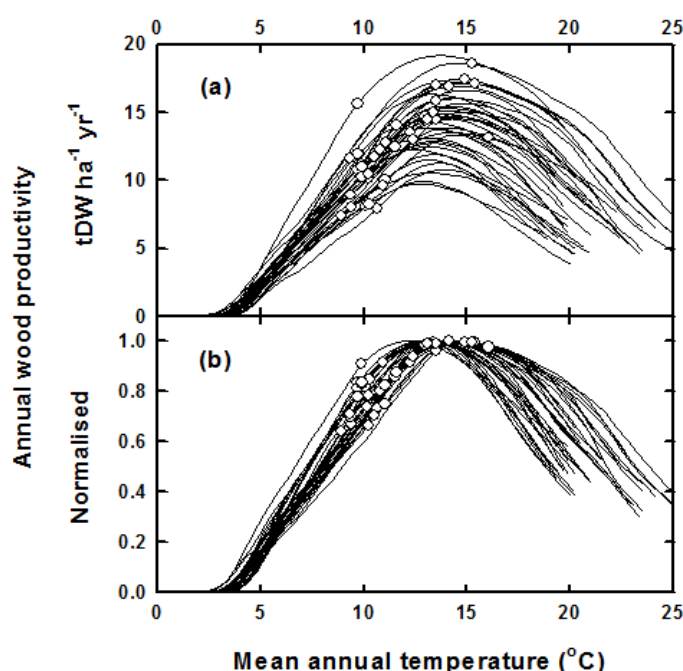 0 5 10 15 20 25
20
(a)
15
10
5
0
Annual wood productivity
tDW ha⁻¹ yr⁻¹
1.0
(b)
0.8
0.6
0.4
0.2
0.0
Normalised
0 5 10 15 20 25
Mean annual temperature (°C)